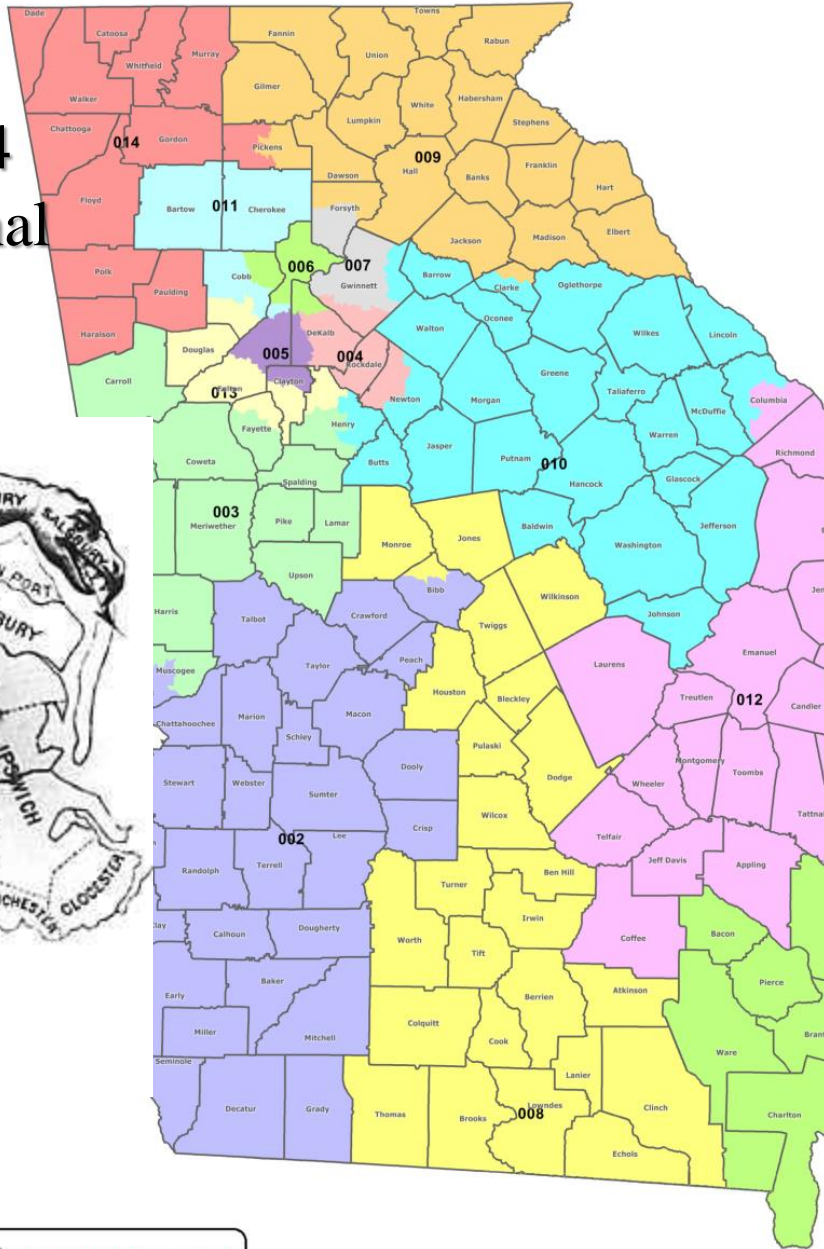 Dade
Catoosa
Fannin
Towns
Rabun
Murray
Union
Whitfield
Gilmer
Walker
White
Habersham
Lumpkin
Stephens
Chattooga
014
Gordon
Pickens
009
Hall
Franklin
Banks
Dawson
Hart
Floyd
Bartow
011
Cherokee
Forsyth
Jackson
Madison
Elbert
Polk
Cobb
006
007
Gwinnett
Barrow
Clarke
Oglethorpe
Paulding
Oconee
Wilkes
Lincoln
Haralson
Douglas
DeKalb
Walton
005
004
Rockdale
Carroll
Clayton
Greene
Taliaferro
013
Fulton
Newton
Morgan
McDuffie
Columbia
Fayette
Henry
Warren
Richmond
Coweta
Butts
Jasper
Putnam
010
Hancock
Glascock
Spalding
003
Meriwether
Pike
Lamar
Monroe
Jones
Baldwin
Washington
Jefferson
SALSBURY
PORT
BURY
Upson
Bibb
Wilkinson
Harris
Talbot
Crawford
Twiggs
Johnson
Emanuel
Muscogee
Taylor
Peach
Laurens
Houston
Bleckley
Treutlen
012
Candler
Chattahoochee
Marion
Macon
Schley
Pulaski
IPSWICH
Stewart
Webster
Dooly
Dodge
Wheeler
Montgomery
Toombs
Sumter
Wilcox
Crisp
002
Lee
Telfair
Randolph
Terrell
Jeff Davis
Appling
Turner
Ben Hill
GLOCESTER
Irwin
Calhoun
Dougherty
Worth
Tift
Coffee
Bacon
Early
Baker
Berrien
Atkinson
Pierce
Miller
Mitchell
Colquitt
Cook
Ware
Seminole
Lanier
Decatur
Grady
Thomas
Brooks
008
Lowndes
Clinch
Charlton
Echols